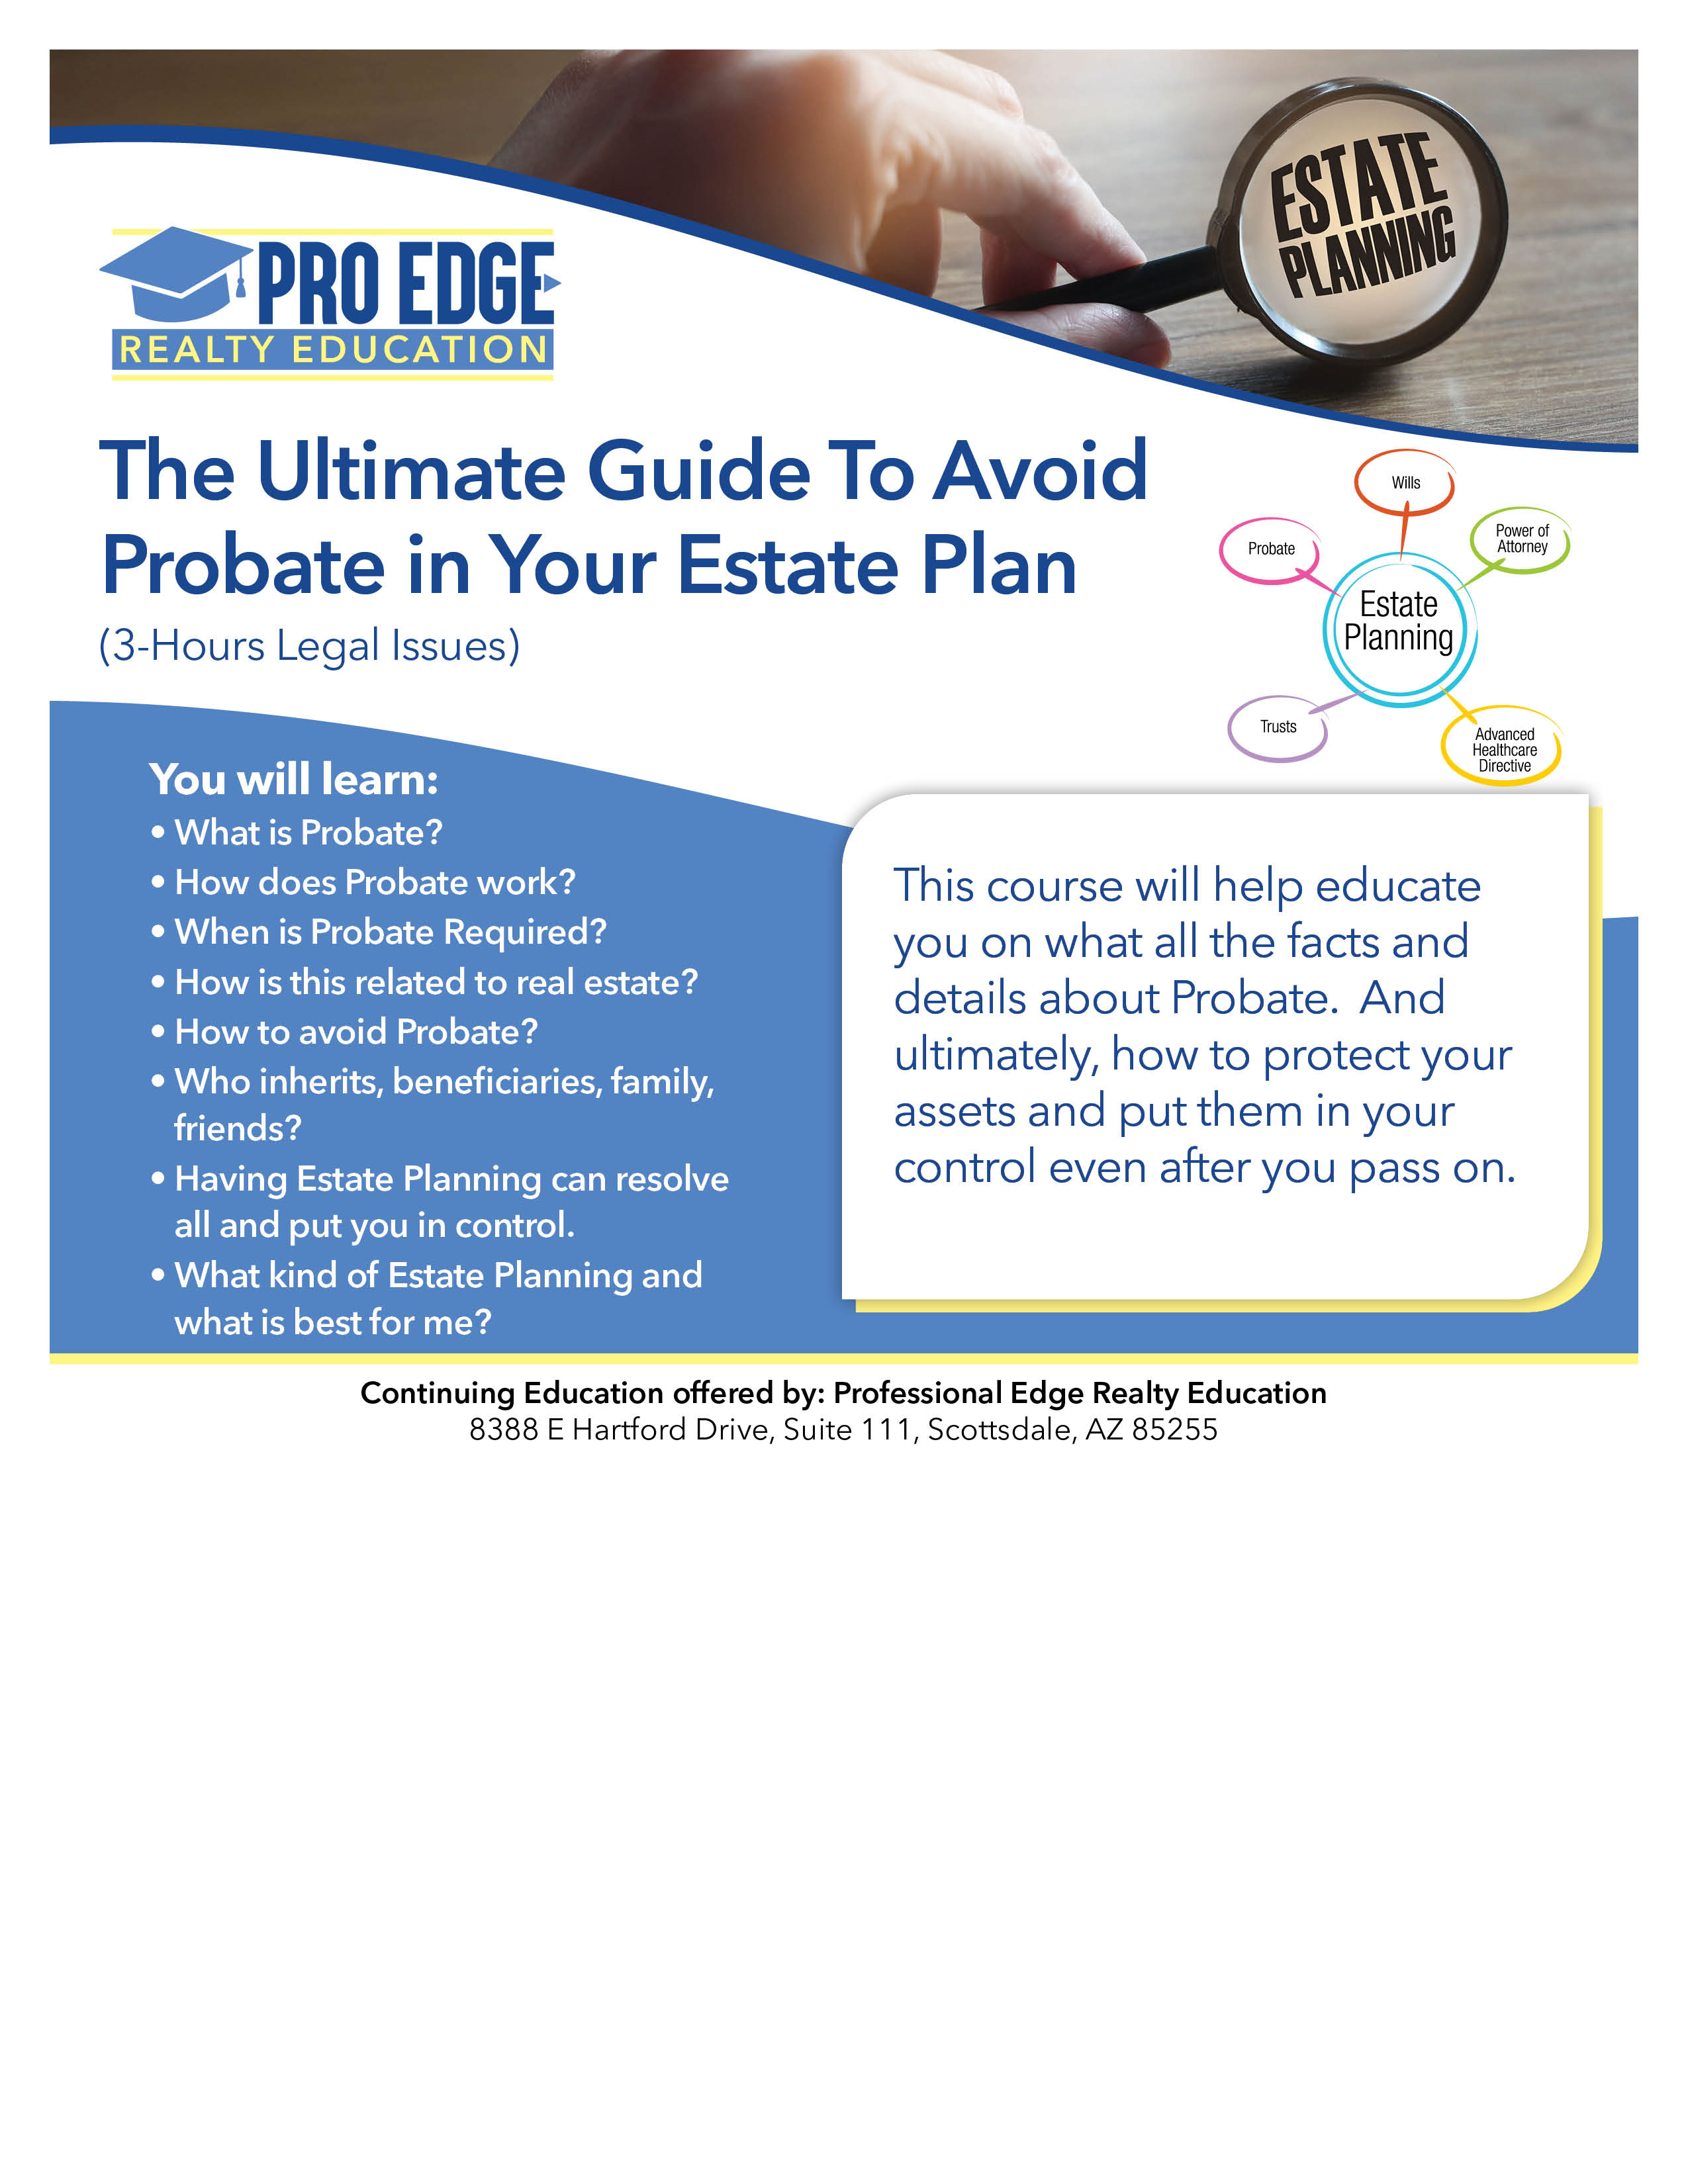 ESTATE
PLANNING
PRO EDGE
REALTY EDUCATION
The Ultimate Guide To Avoid
Probate in Your Estate Plan
(3-Hours Legal Issues)
Wills
Probate
Power of
Attorney
Estate
Planning
Trusts
Advanced
Healthcare
Directive
You will learn:
• What is Probate?
• How does Probate work?
• When is Probate Required?
• How is this related to real estate?
• How to avoid Probate?
• Who inherits, beneficiaries, family,
friends?
• Having Estate Planning can resolve
all and put you in control.
• What kind of Estate Planning and
what is best for me?
This course will help educate
you on what all the facts and
details about Probate.  And
ultimately, how to protect your
assets and put them in your
control even after you pass on.
Continuing Education offered by: Professional Edge Realty Education
8388 E Hartford Drive, Suite 111, Scottsdale, AZ 85255